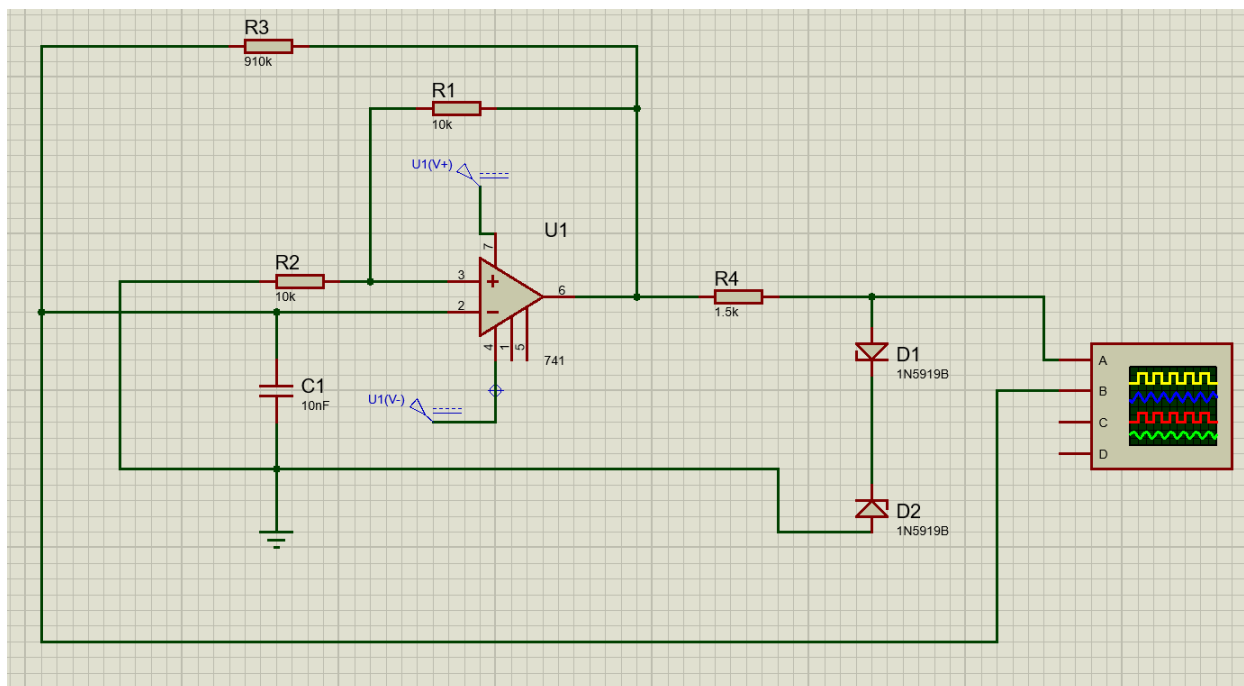 R3
910k
R1
10k
U1(V+)
U1
7
R2
10k
3
+
6
2
−
R4
1.5k
4
1
5
741
D1
1N5919B
A
B
C
D
C1
10nF
U1(V-)
D2
1N5919B